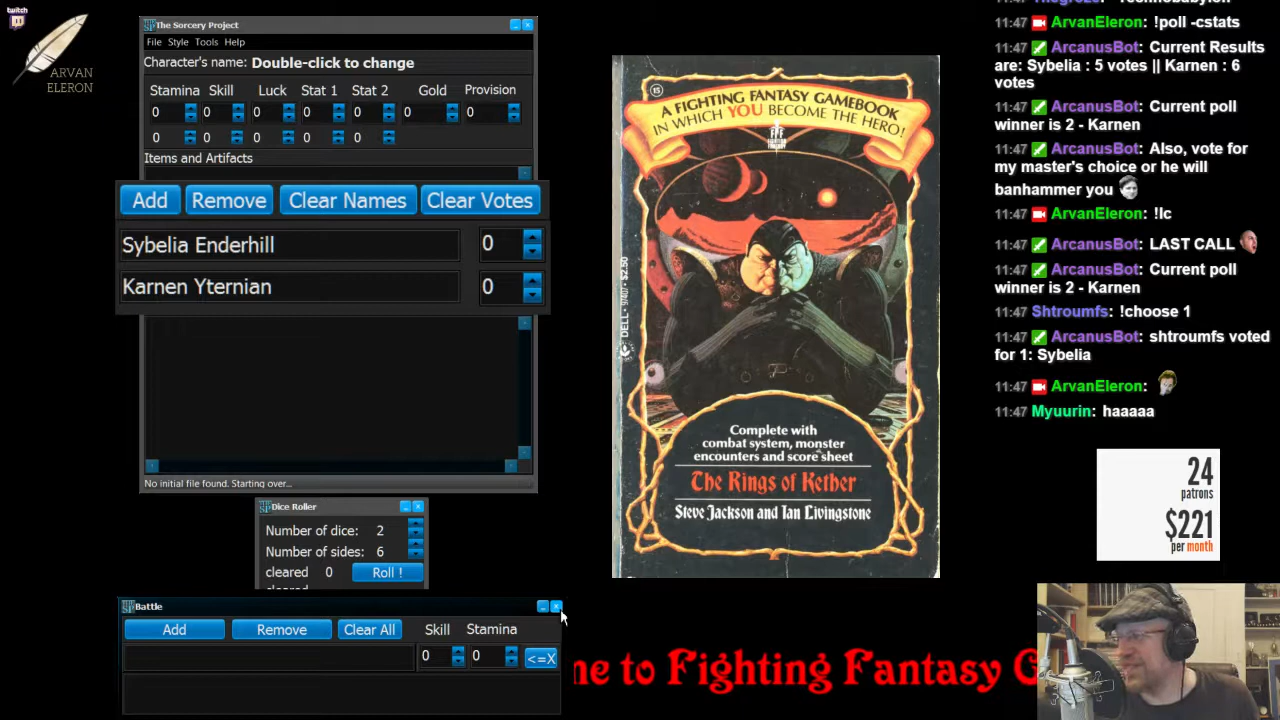 twitch
ARVAN
ELERON
The Sorcery Project
File Style Tools Help
Character's name: Double-click to change
Stamina Skill Luck Stat 1 Stat 2 Gold Provision
0 0 0 0 0 0 0
0 0 0 0 0
Items and Artifacts
Add Remove Clear Names Clear Votes
Sybelia Enderhill 0
Karnen Yternian 0
No initial file found. Starting over...
Dice Roller
Number of dice: 2
Number of sides: 6
cleared 0 Roll !
Battle
Add Remove Clear All Skill Stamina
0 0 <=X
15
A FIGHTING FANTASY GAMEBOOK
IN WHICH YOU BECOME THE HERO!
FIGHTING FANTASY
DELL • 97407 • $2.50
Complete with
combat system, monster
encounters and score sheet
The Rings of Kether
Steve Jackson and Ian Livingstone
me to Fighting Fantasy G
11:47 ArvanEleron: !poll -cstats
11:47 ArcanusBot: Current Results
are: Sybelia : 5 votes || Karnen : 6
votes
11:47 ArcanusBot: Current poll
winner is 2 - Karnen
11:47 ArcanusBot: Also, vote for
my master's choice or he will
banhammer you
11:47 ArvanEleron: !lc
11:47 ArcanusBot: LAST CALL
11:47 ArcanusBot: Current poll
winner is 2 - Karnen
11:47 Shtroumfs: !choose 1
11:47 ArcanusBot: shtroumfs voted
for 1: Sybelia
11:47 ArvanEleron:
11:47 Myuurin: haaaaa
24
patrons
$221
per month